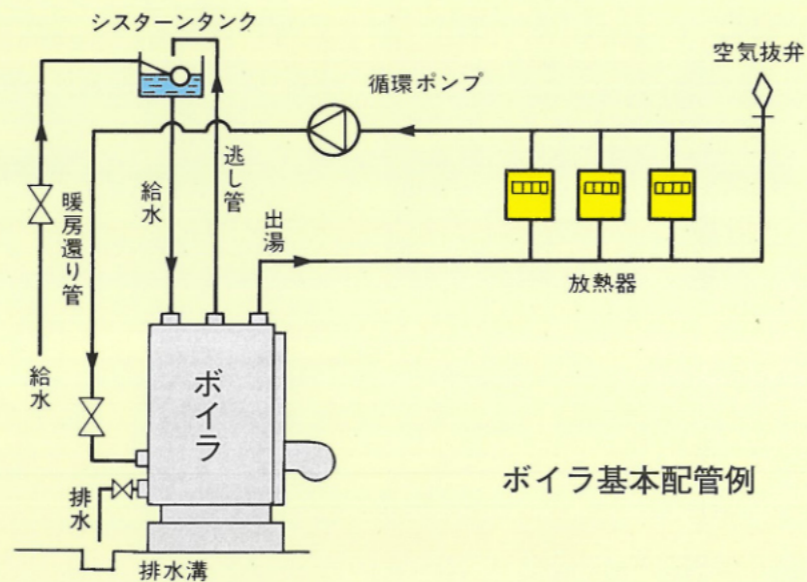 シスターンタンク
空気抜弁
循環ポンプ
逃し管
給水
暖房還り管
出湯
放熱器
給水
ボイラ
ボイラ基本配管例
排水
排水溝